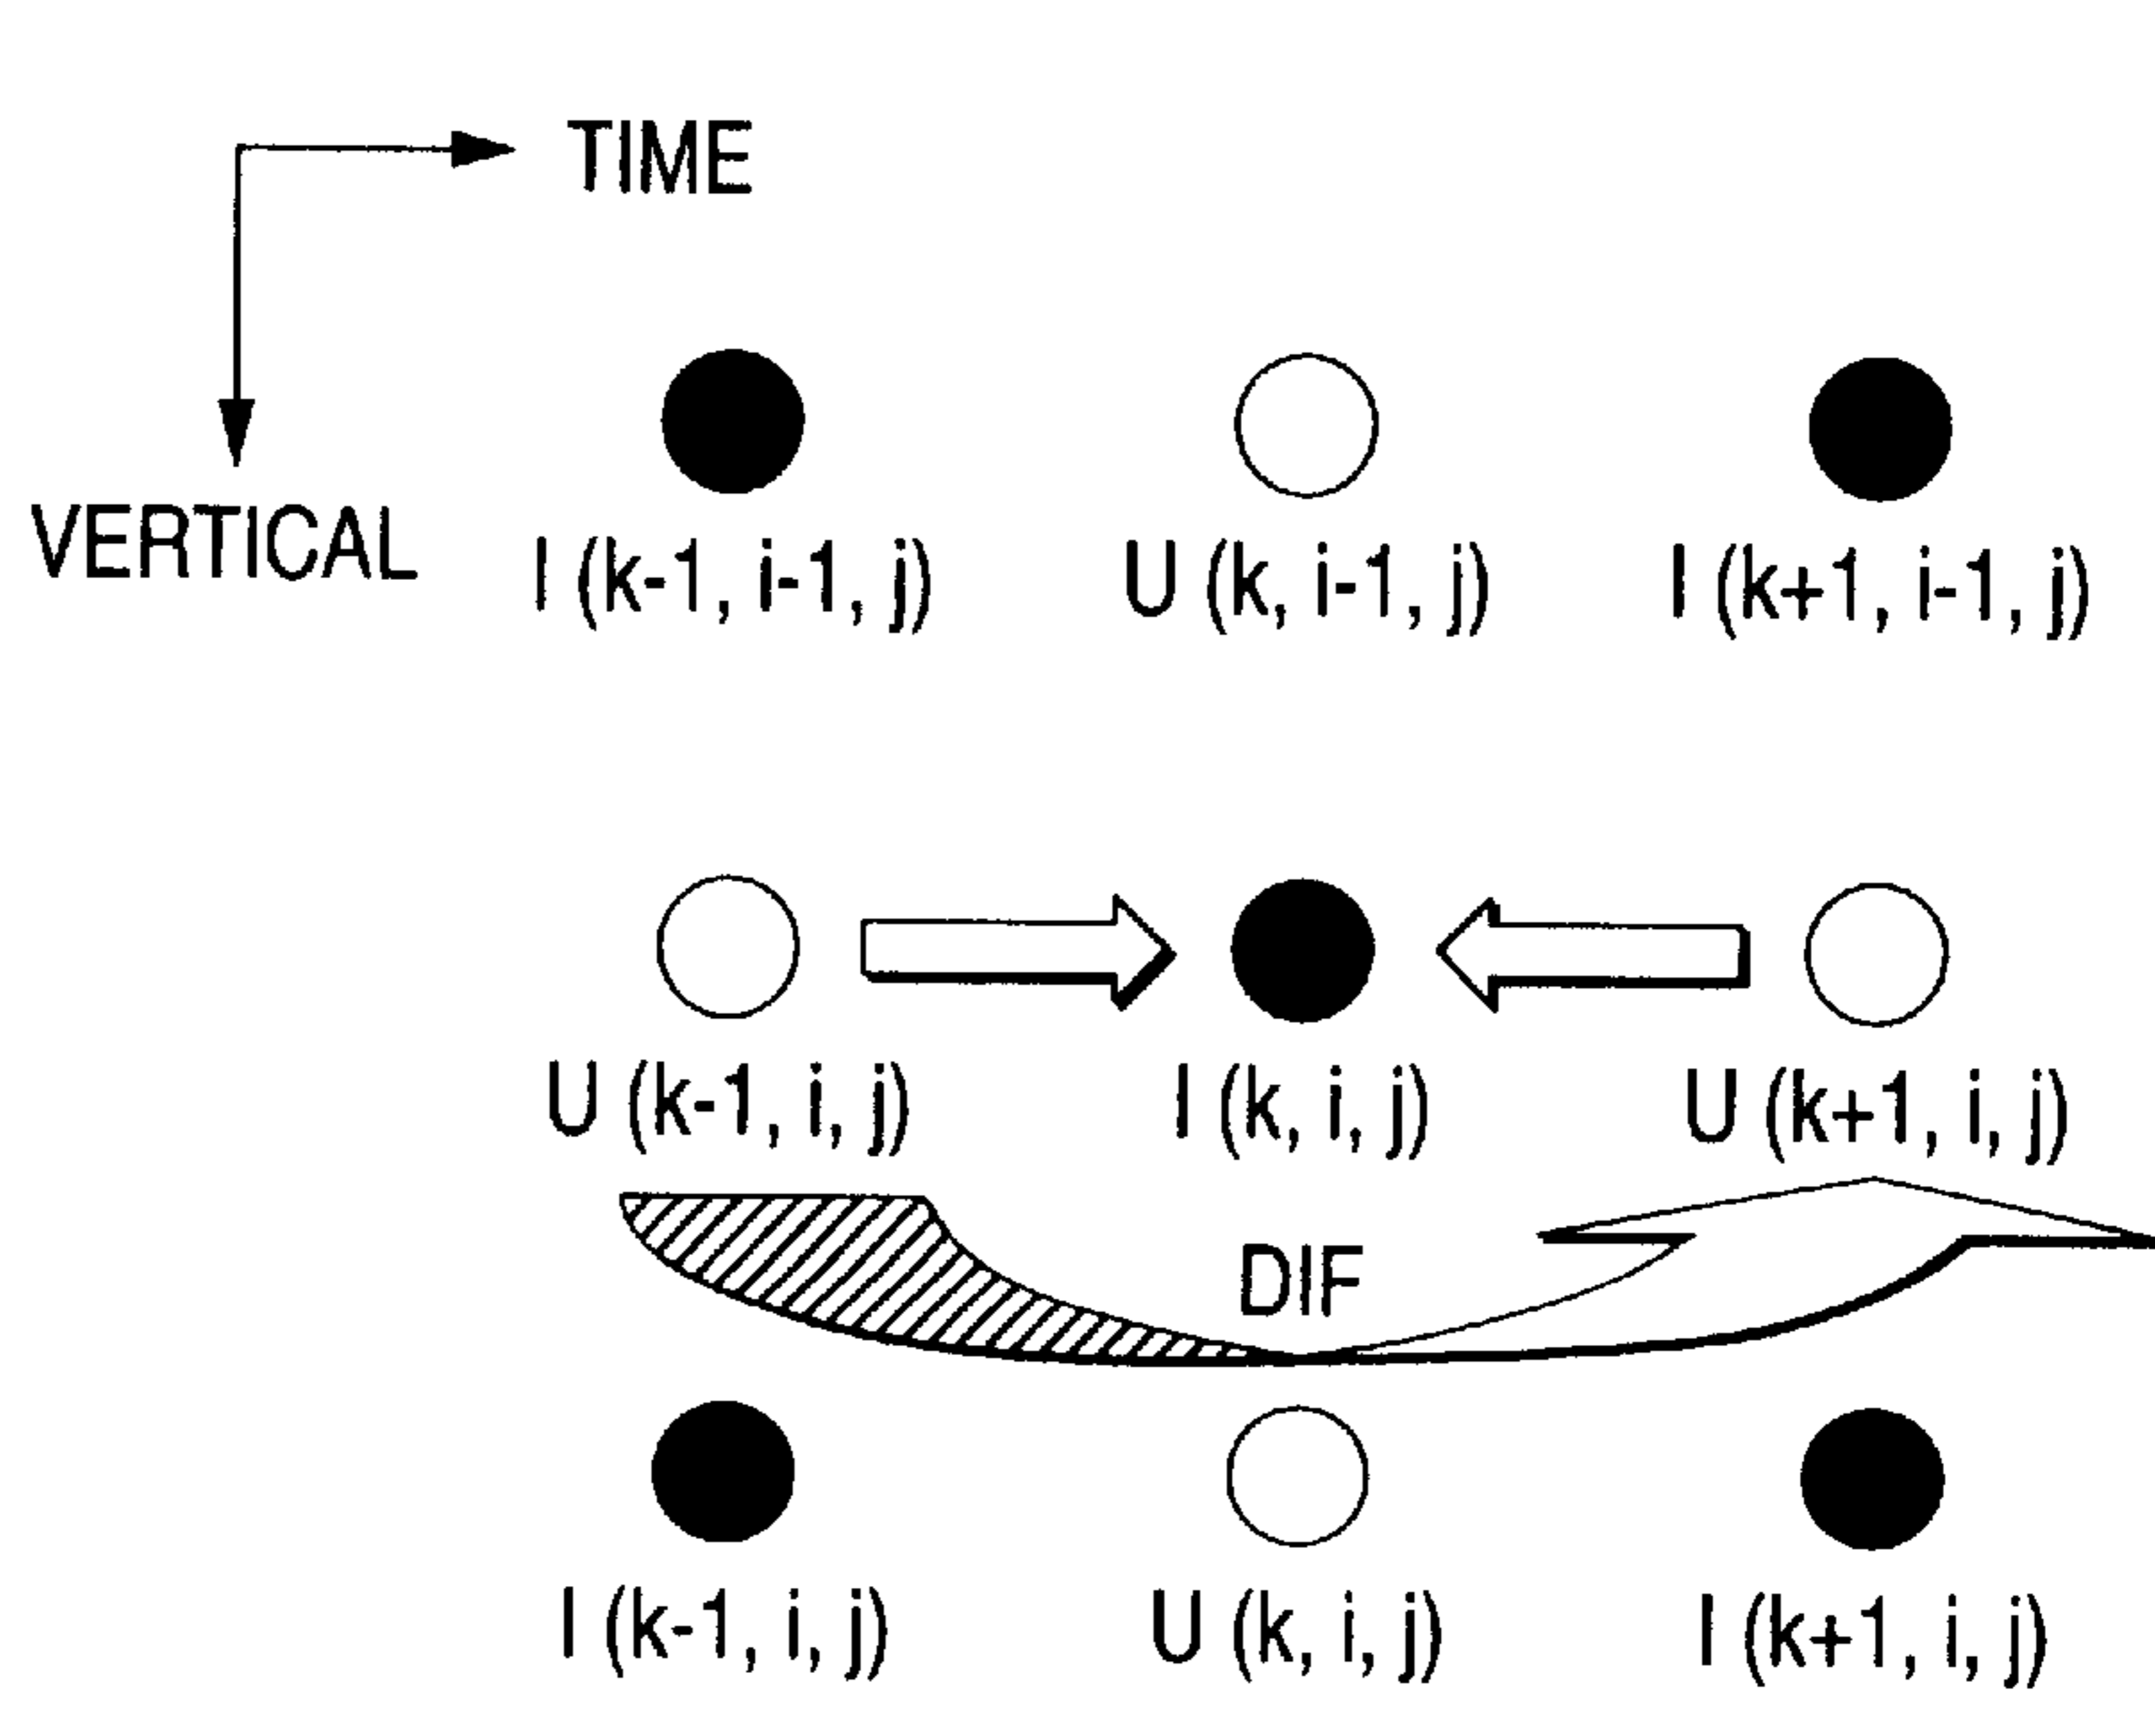 TIME
VERTICAL
I (k-1, i-1, j) U (k, i-1, j) I (k+1, i-1, j)
U (k-1, i, j) I (k, i, j) U (k+1, i, j)
DIF
I (k-1, i, j) U (k, i, j) I (k+1, i, j)